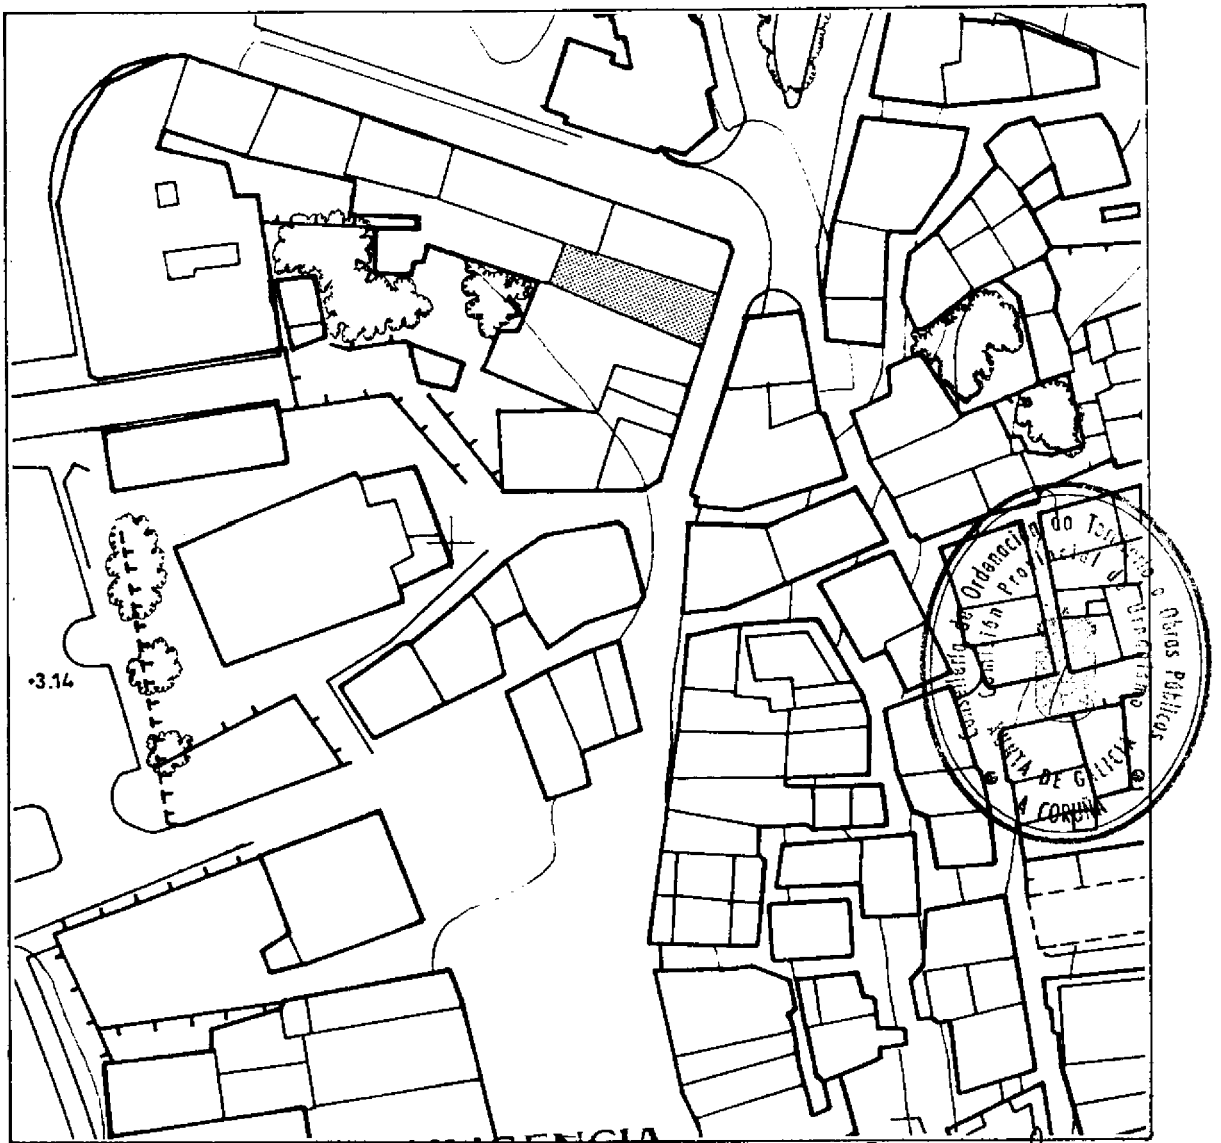 +3.14
Consellería de Ordenación do Territorio e Obras Públicas
Comisión Provincial de Urbanismo
XUNTA DE GALICIA
A CORUÑA